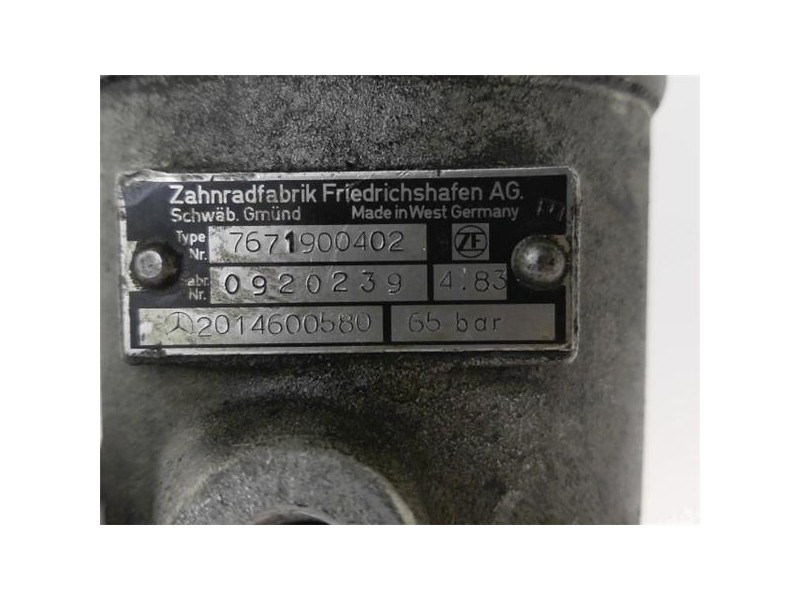 Zahnradfabrik Friedrichshafen AG.
Schwäb. Gmünd Made in West Germany
Type Nr. 7671900402 ZF
abr. Nr. 0920239 4.83
2014600580 65 bar